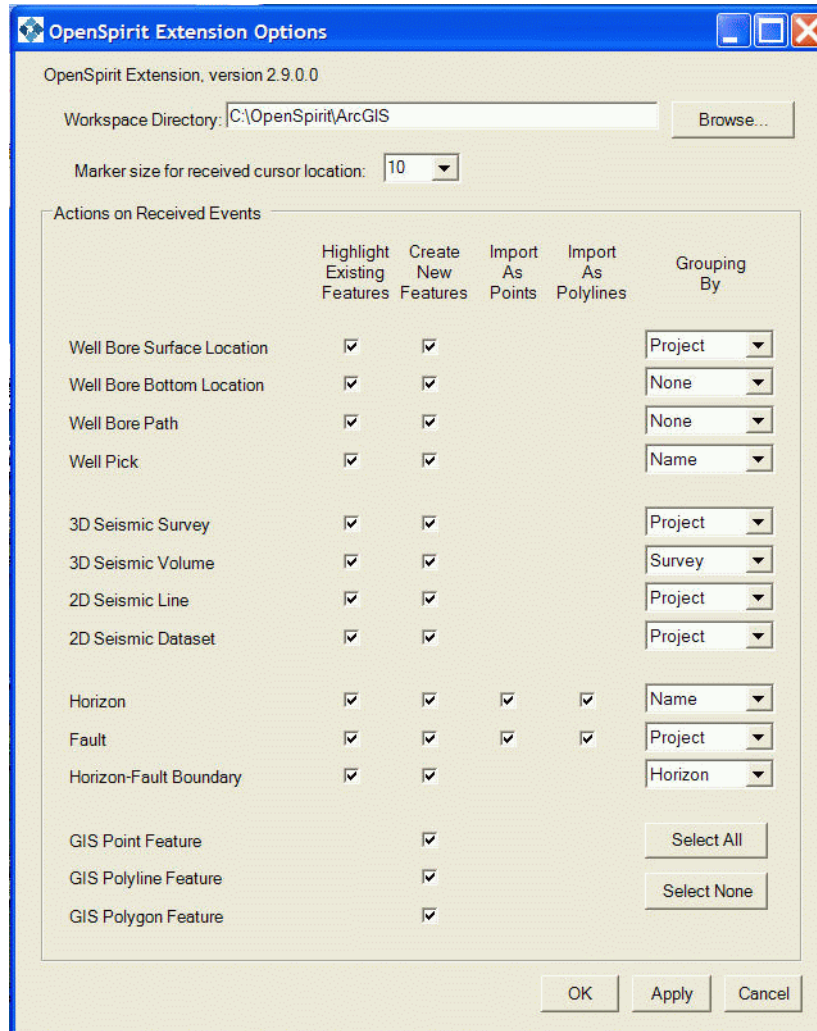 OpenSpirit Extension Options
OpenSpirit Extension, version 2.9.0.0
Workspace Directory: C:\OpenSpirit\ArcGIS Browse...
Marker size for received cursor location: 10
Actions on Received Events
Highlight Existing Features
Create New Features
Import As Points
Import As Polylines
Grouping By
Well Bore Surface Location Project
Well Bore Bottom Location None
Well Bore Path None
Well Pick Name
3D Seismic Survey Project
3D Seismic Volume Survey
2D Seismic Line Project
2D Seismic Dataset Project
Horizon Name
Fault Project
Horizon-Fault Boundary Horizon
GIS Point Feature Select All
GIS Polyline Feature
Select None
GIS Polygon Feature
OK Apply Cancel